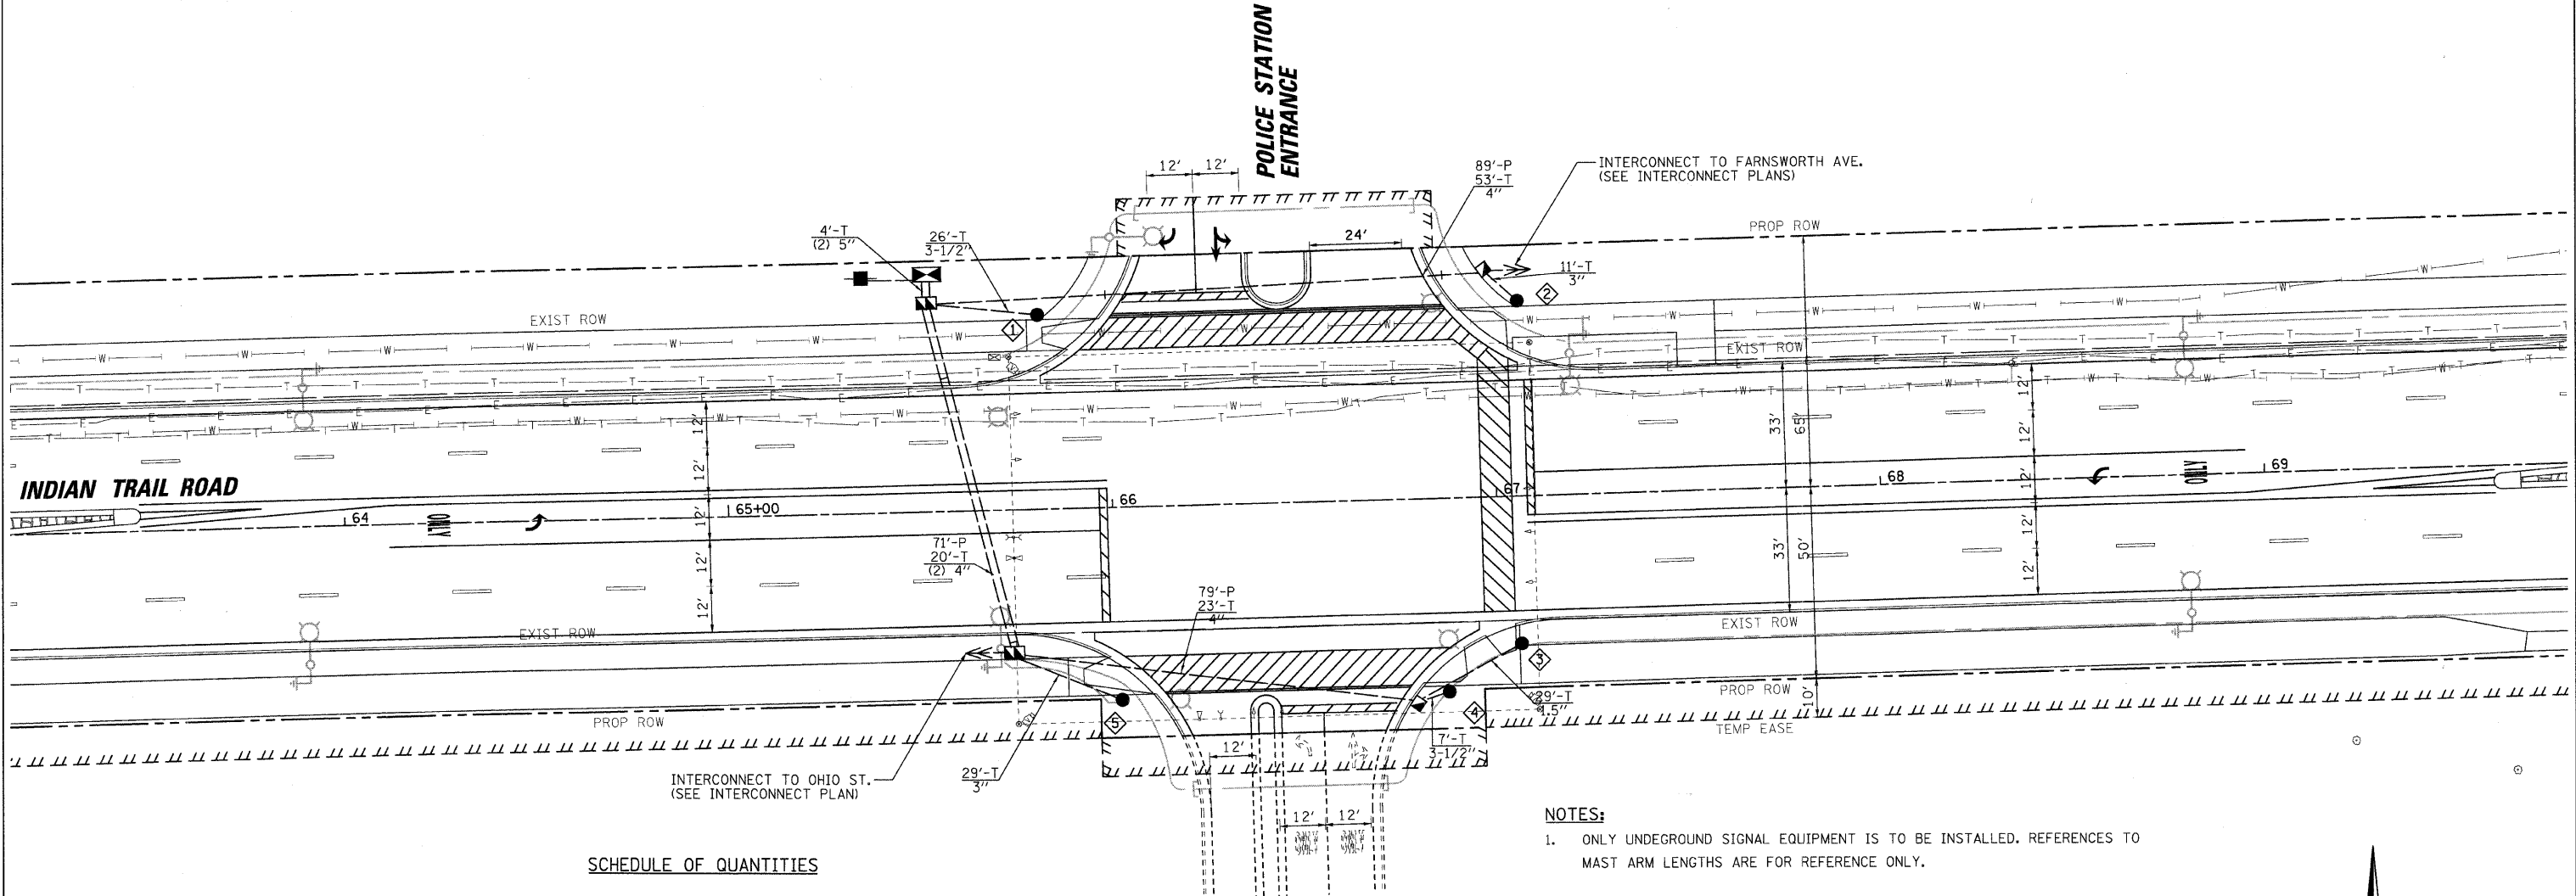 POLICE STATION
ENTRANCE
12' 12'
89'-P
53'-T
4"
INTERCONNECT TO FARNSWORTH AVE.
(SEE INTERCONNECT PLANS)
4'-T
(2) 5"
26'-T
3-1/2"
24'
11'-T
3"
PROP ROW
EXIST ROW
1
2
EXIST ROW
12'
12'
12'
12'
12'
33'
65'
33'
50'
12'
12'
12'
12'
12'
INDIAN TRAIL ROAD
64
ONLY
65+00
66
67
68
ONLY
69
71'-P
20'-T
(2) 4"
79'-P
23'-T
4"
EXIST ROW
EXIST ROW
3
4
5
PROP ROW
PROP ROW
10'
TEMP EASE
7'-T
3-1/2"
12'
INTERCONNECT TO OHIO ST.
(SEE INTERCONNECT PLAN)
29'-T
3"
12' 12'
NOTES:
1. ONLY UNDEGROUND SIGNAL EQUIPMENT IS TO BE INSTALLED. REFERENCES TO
MAST ARM LENGTHS ARE FOR REFERENCE ONLY.
SCHEDULE OF QUANTITIES